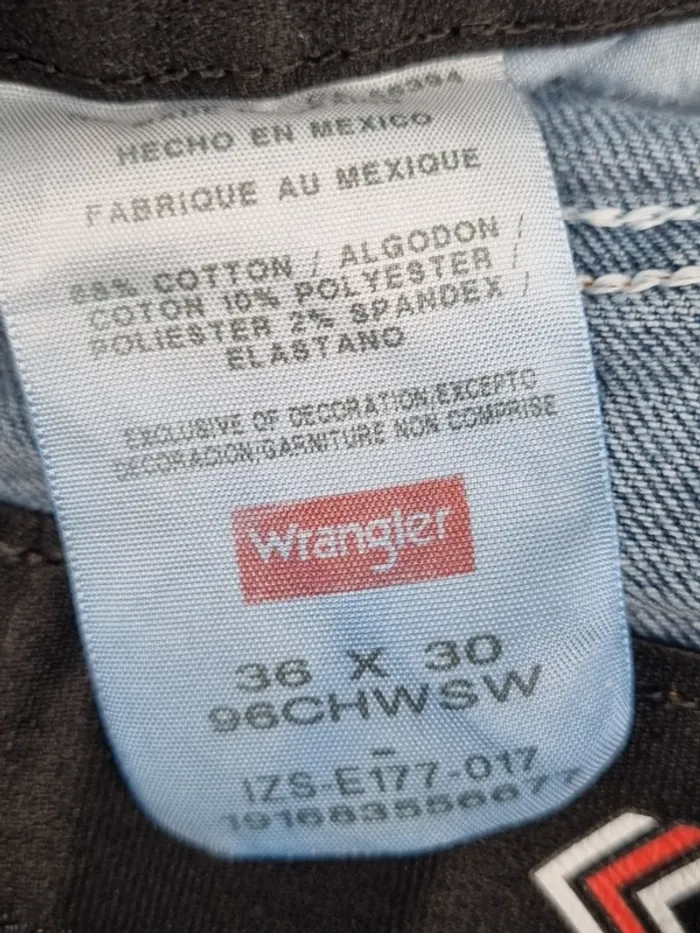 HECHO EN MEXICO
FABRIQUE AU MEXIQUE
88% COTTON / ALGODON /
COTON 10% POLYESTER /
POLIESTER 2% SPANDEX /
ELASTANO
EXCLUSIVE OF DECORATION/EXCEPTO
DECORACION/GARNITURE NON COMPRISE
Wrangler
36 X 30
96CHWSW
-
IZS-E177-017